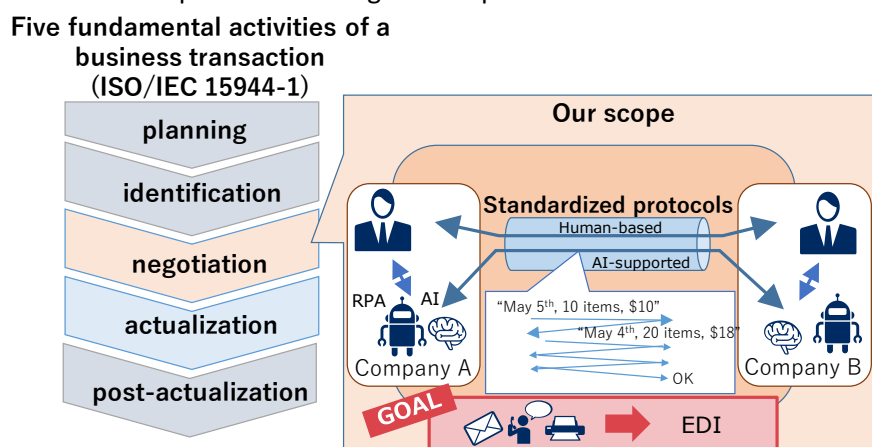 Five fundamental activities of a
business transaction
(ISO/IEC 15944-1)
planning
identification
negotiation
actualization
post-actualization
Our scope
Standardized protocols
Human-based
AI-supported
RPA
AI
Company A
"May 5th, 10 items, $10"
"May 4th, 20 items, $18"
OK
Company B
GOAL
EDI